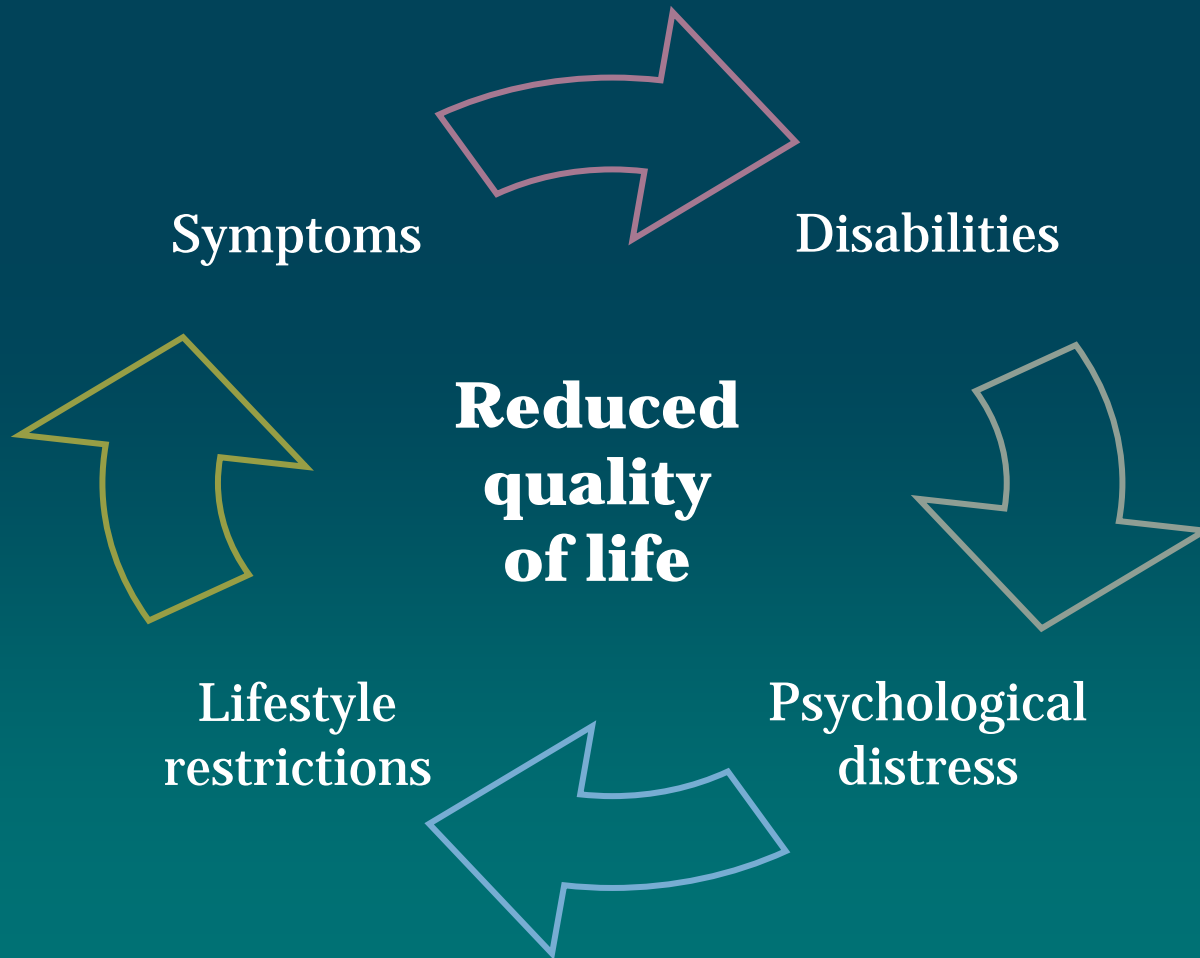 Symptoms
Disabilities
Reduced
quality
of life
Lifestyle
restrictions
Psychological
distress